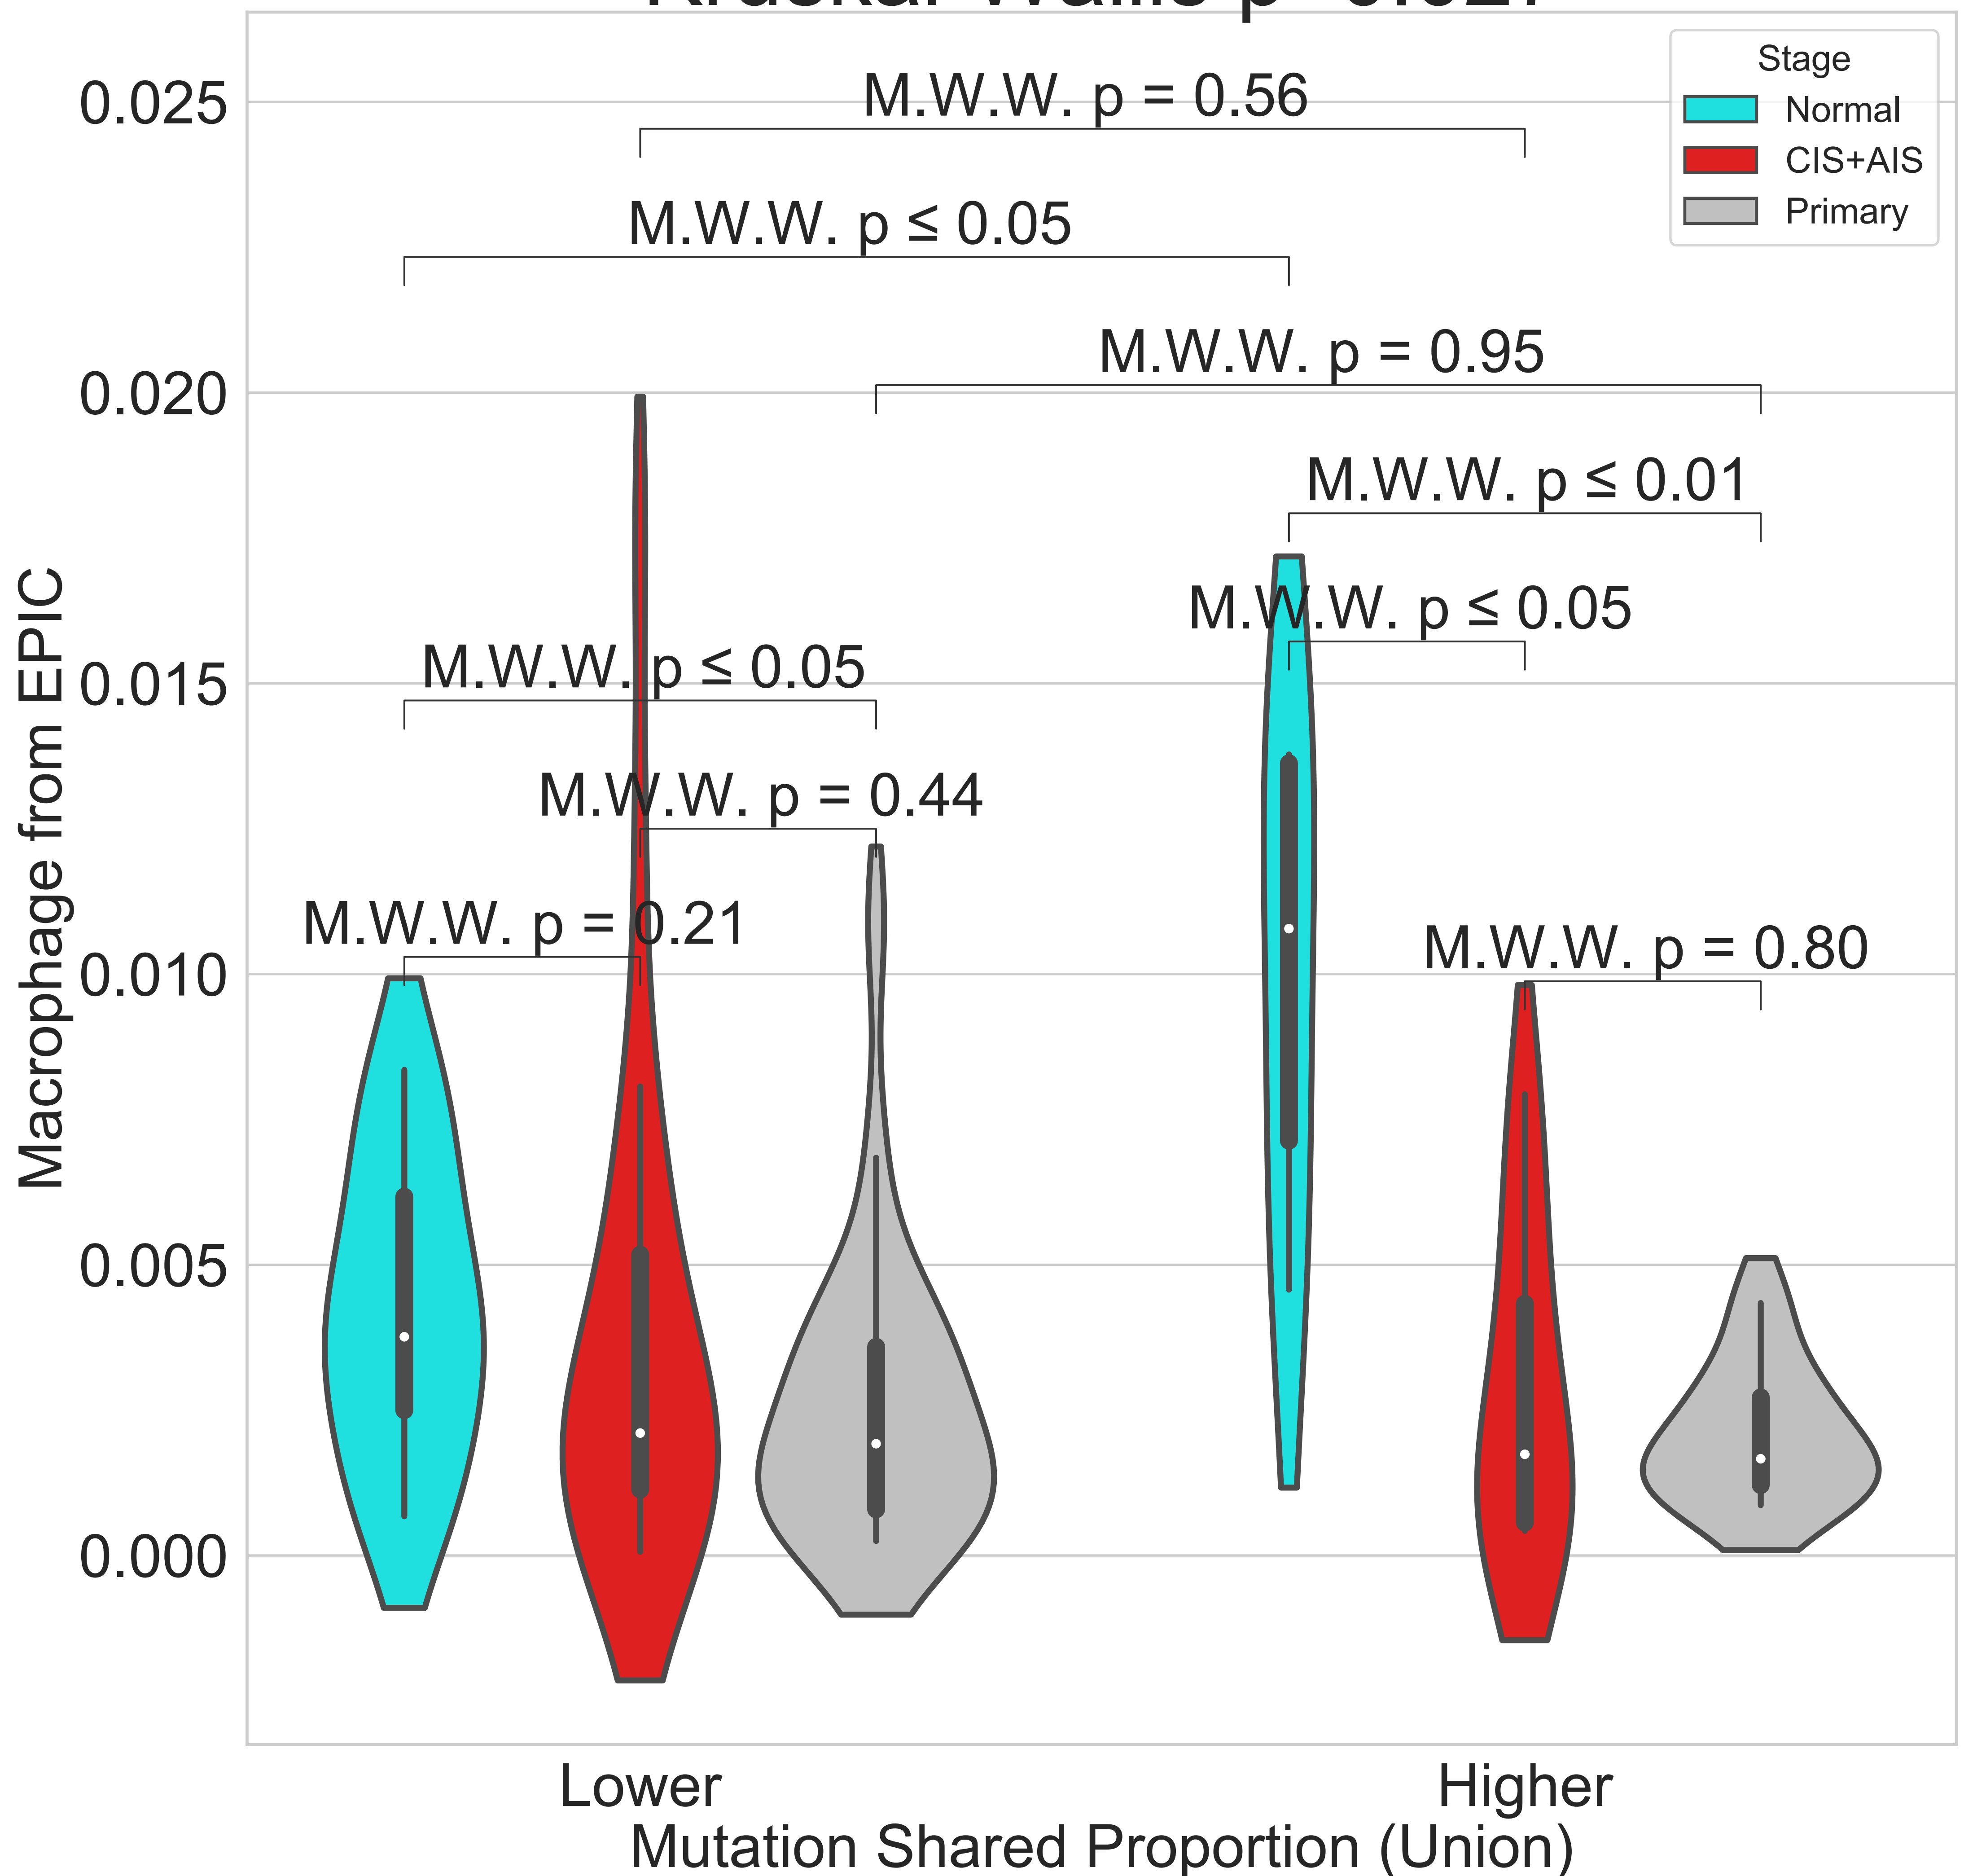 Stage
Normal
CIS+AIS
Primary
M.W.W. p = 0.56
M.W.W. p ≤ 0.05
M.W.W. p = 0.95
M.W.W. p ≤ 0.01
M.W.W. p ≤ 0.05
M.W.W. p ≤ 0.05
M.W.W. p = 0.44
M.W.W. p = 0.21
M.W.W. p = 0.80
0.025
0.020
0.015
0.010
0.005
0.000
Macrophage from EPIC
Lower
Higher
Mutation Shared Proportion (Union)